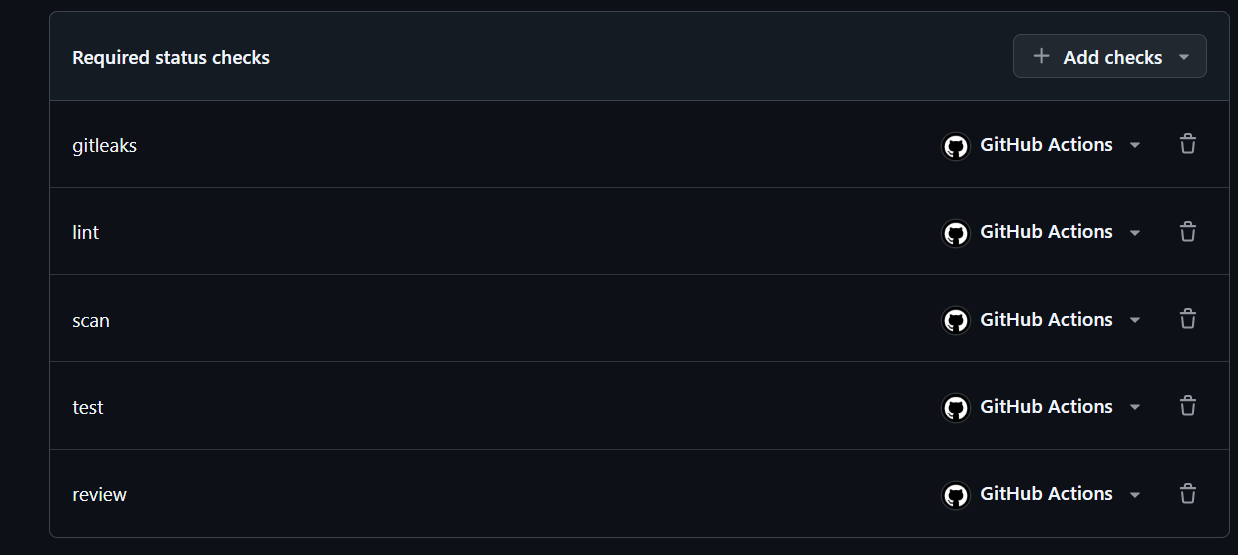 Required status checks
Add checks
gitleaks
GitHub Actions
lint
GitHub Actions
scan
GitHub Actions
test
GitHub Actions
review
GitHub Actions